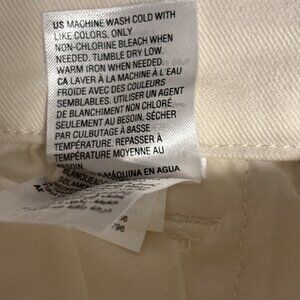 US MACHINE WASH COLD WITH
LIKE COLORS. ONLY
NON-CHLORINE BLEACH WHEN
NEEDED. TUMBLE DRY LOW.
WARM IRON WHEN NEEDED.
CA LAVER À LA MACHINE À L'EAU
FROIDE AVEC DES COULEURS
SEMBLABLES. UTILISER UN AGENT
DE BLANCHIMENT NON CHLORÉ
SEULEMENT AU BESOIN. SÉCHER
PAR CULBUTAGE À BASSE
TEMPÉRATURE. REPASSER À
TEMPÉRATURE MOYENNE AU
BESOIN.
MÁQUINA EN AGUA